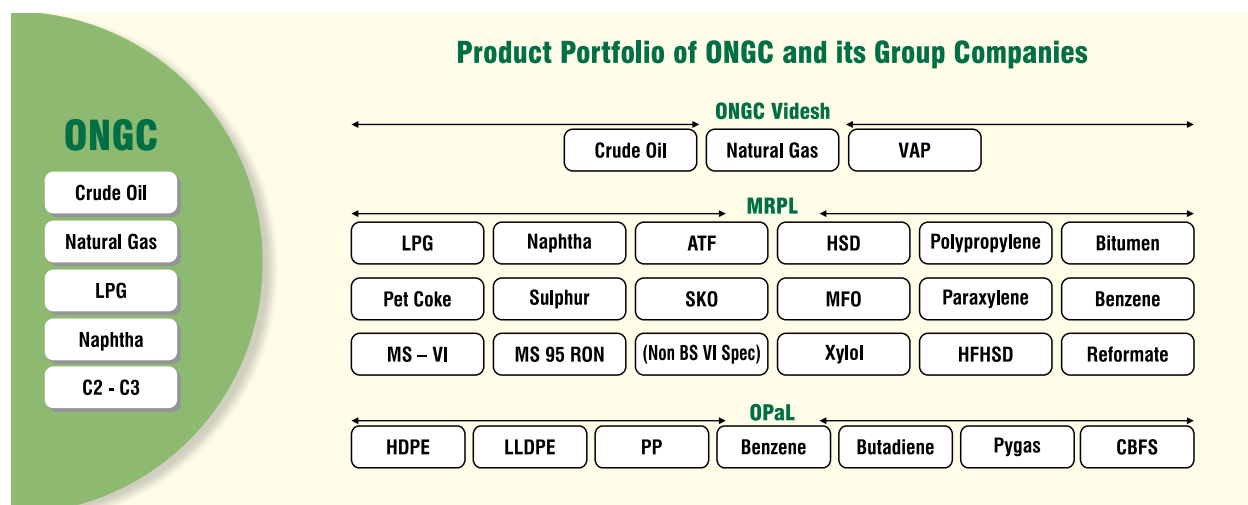 Product Portfolio of ONGC and its Group Companies
ONGC
Crude Oil
Natural Gas
LPG
Naphtha
C2 - C3
ONGC Videsh
Crude Oil
Natural Gas
VAP
MRPL
LPG
Naphtha
ATF
HSD
Polypropylene
Bitumen
Pet Coke
Sulphur
SKO
MFO
Paraxylene
Benzene
MS – VI
MS 95 RON
(Non BS VI Spec)
Xylol
HFHSD
Reformate
OPaL
HDPE
LLDPE
PP
Benzene
Butadiene
Pygas
CBFS